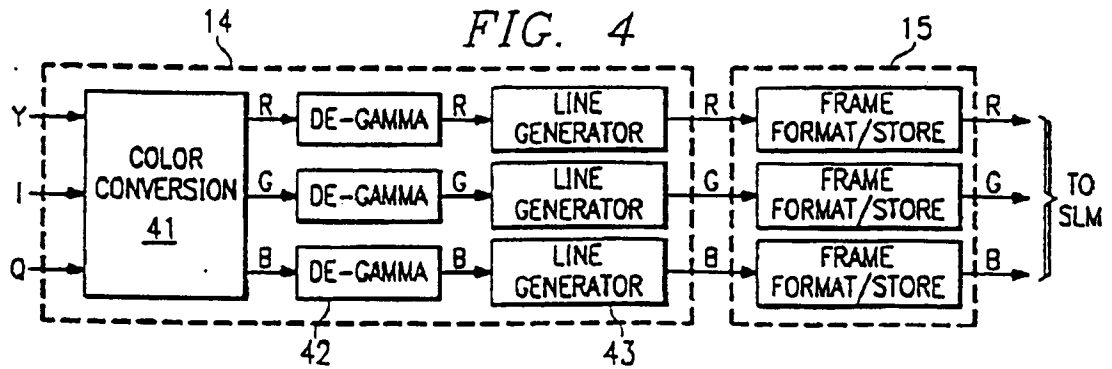 FIG. 4
14
15
Y
I
Q
COLOR
CONVERSION
41
R
G
B
DE-GAMMA
DE-GAMMA
DE-GAMMA
42
R
G
B
LINE
GENERATOR
LINE
GENERATOR
LINE
GENERATOR
43
R
G
B
FRAME
FORMAT/STORE
FRAME
FORMAT/STORE
FRAME
FORMAT/STORE
R
G
B
TO
SLM